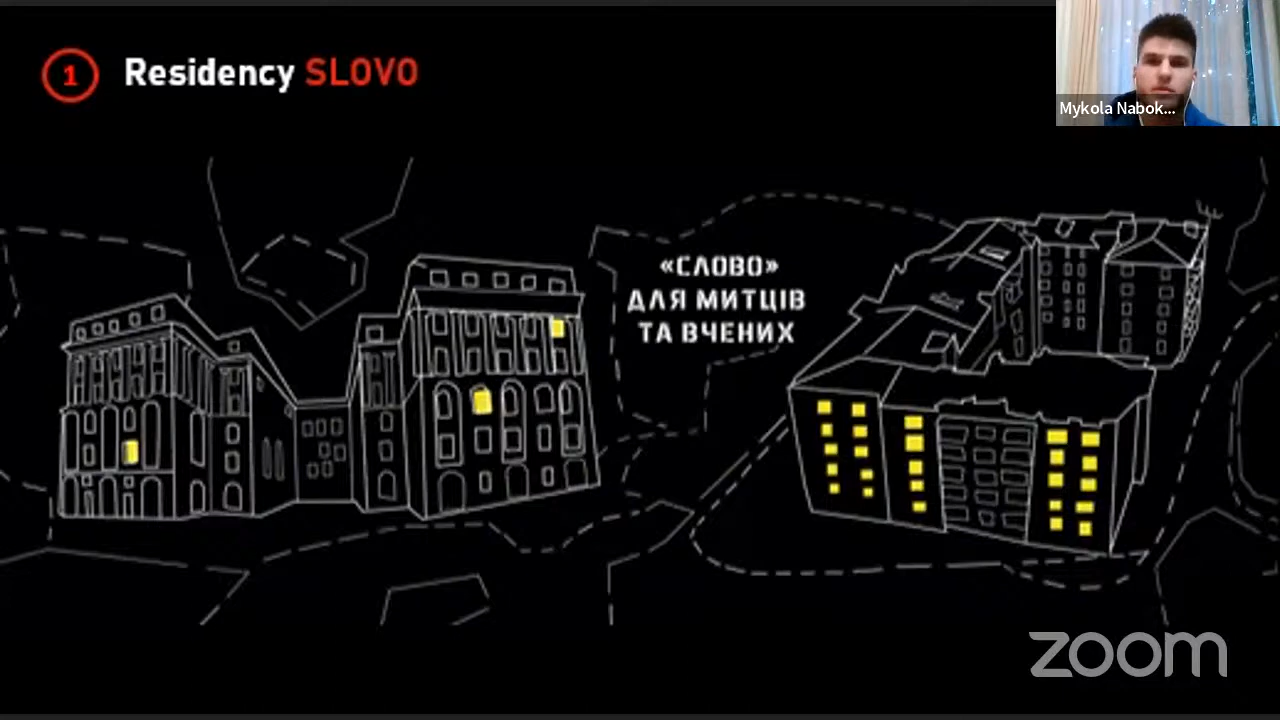 1 Residency SLOVO
Mykola Nabok...
«СЛОВО»
ДЛЯ МИТЦІВ
ТА ВЧЕНИХ
zoom